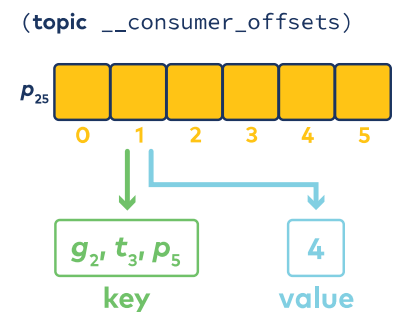 (topic __consumer_offsets)
p25
0 1 2 3 4 5
g2, t3, p5
4
key
value